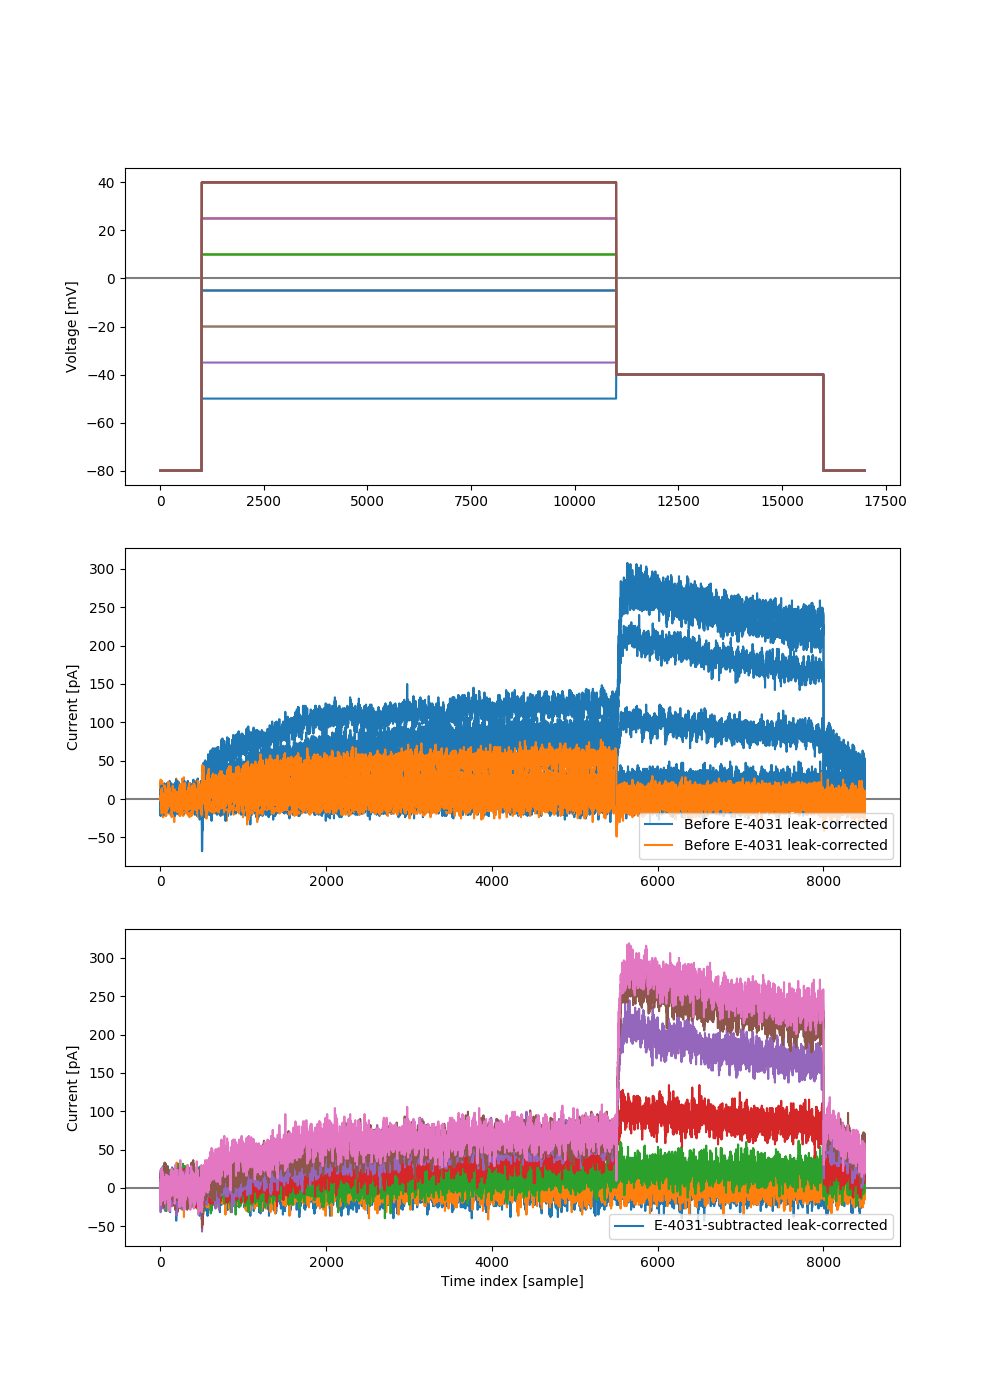 40
20
0
−20
−40
−60
−80
Voltage [mV]
0 2500 5000 7500 10000 12500 15000 17500
300
250
200
150
100
50
0
−50
Current [pA]
Before E-4031 leak-corrected
Before E-4031 leak-corrected
0 2000 4000 6000 8000
300
250
200
150
100
50
0
−50
Current [pA]
E-4031-subtracted leak-corrected
0 2000 4000 6000 8000
Time index [sample]